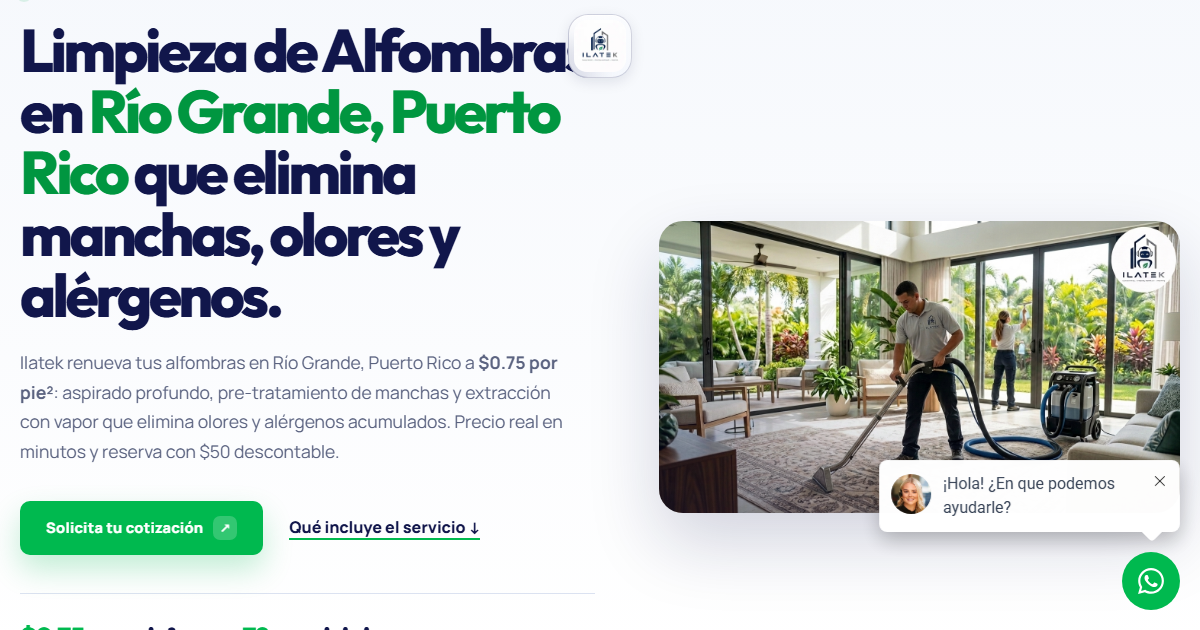 Limpieza de Alfombras
ILATEK
en Río Grande, Puerto
Rico que elimina
manchas, olores y
alérgenos.
Ilatek renueva tus alfombras en Río Grande, Puerto Rico a $0.75 por
pie²: aspirado profundo, pre-tratamiento de manchas y extracción
con vapor que elimina olores y alérgenos acumulados. Precio real en
minutos y reserva con $50 descontable.
Solicita tu cotización ↗
Qué incluye el servicio ↓
ILATEK
¡Hola! ¿En que podemos
ayudarle?